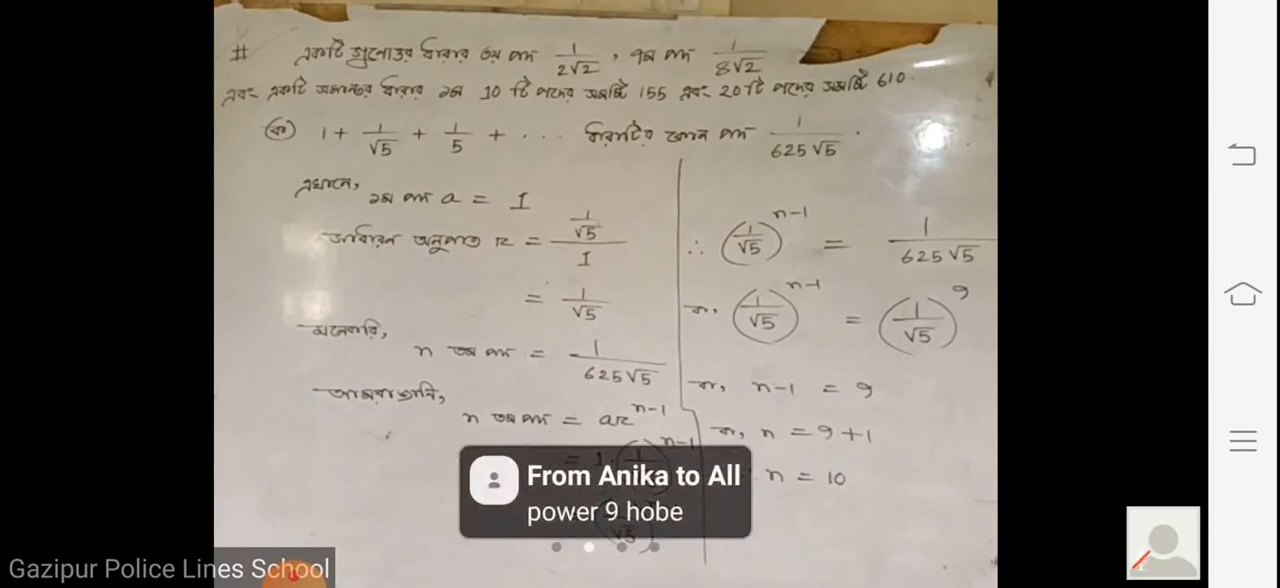 # একটি গুনোত্তর ধারার ৩য় পদ 1/2√2, ৭ম পদ 1/8√2
এবং একটি সমান্তর ধারার ১ম 10 টি পদের সমষ্টি 155 এবং 20 টি পদের সমষ্টি 610.
(ক) 1 + 1/√5 + 1/5 + ... ধারাটির কোন পদ 1/625√5.
এখানে,
১ম পদ a = 1
সাধারন অনুপাত r = (1/√5)/1
= 1/√5
মনেকরি,
n তম পদ = 1/625√5
আমরাজানি,
n তম পদ = ar^n-1
= 1.
∴ (1/√5)^n-1 = 1/625√5
বা, (1/√5)^n-1 = (1/√5)^9
বা, n-1 = 9
বা, n = 9+1
n = 10
From Anika to All
power 9 hobe
Gazipur Police Lines School